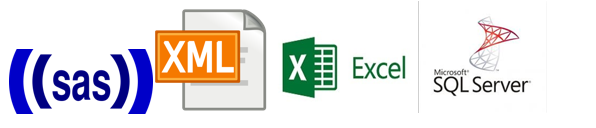 ((sas))
XML
X Excel
Microsoft®
SQL Server®